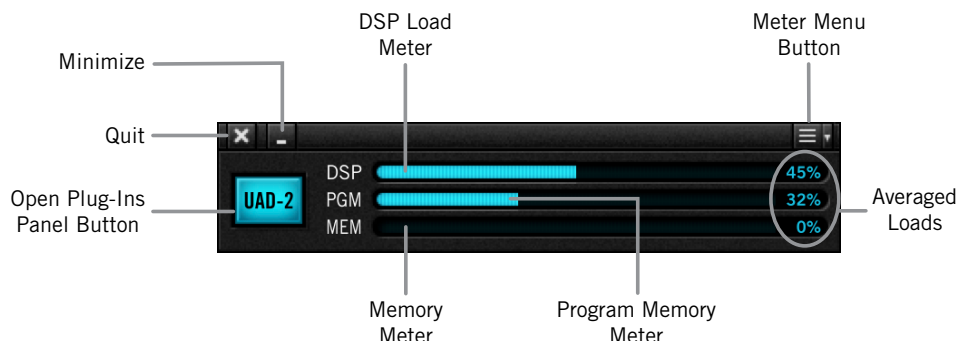 DSP Load
Meter
Meter Menu
Button
Minimize
Quit
DSP
45%
Open Plug-Ins
Panel Button
UAD-2
PGM
32%
Averaged
Loads
MEM
0%
Memory
Meter
Program Memory
Meter